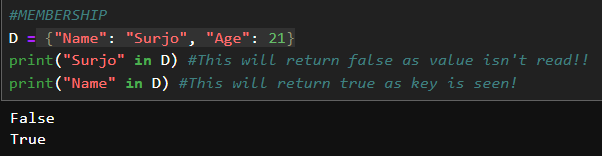 #MEMBERSHIP
D = {"Name": "Surjo", "Age": 21}
print("Surjo" in D) #This will return false as value isn't read!!
print("Name" in D) #This will return true as key is seen!
False
True